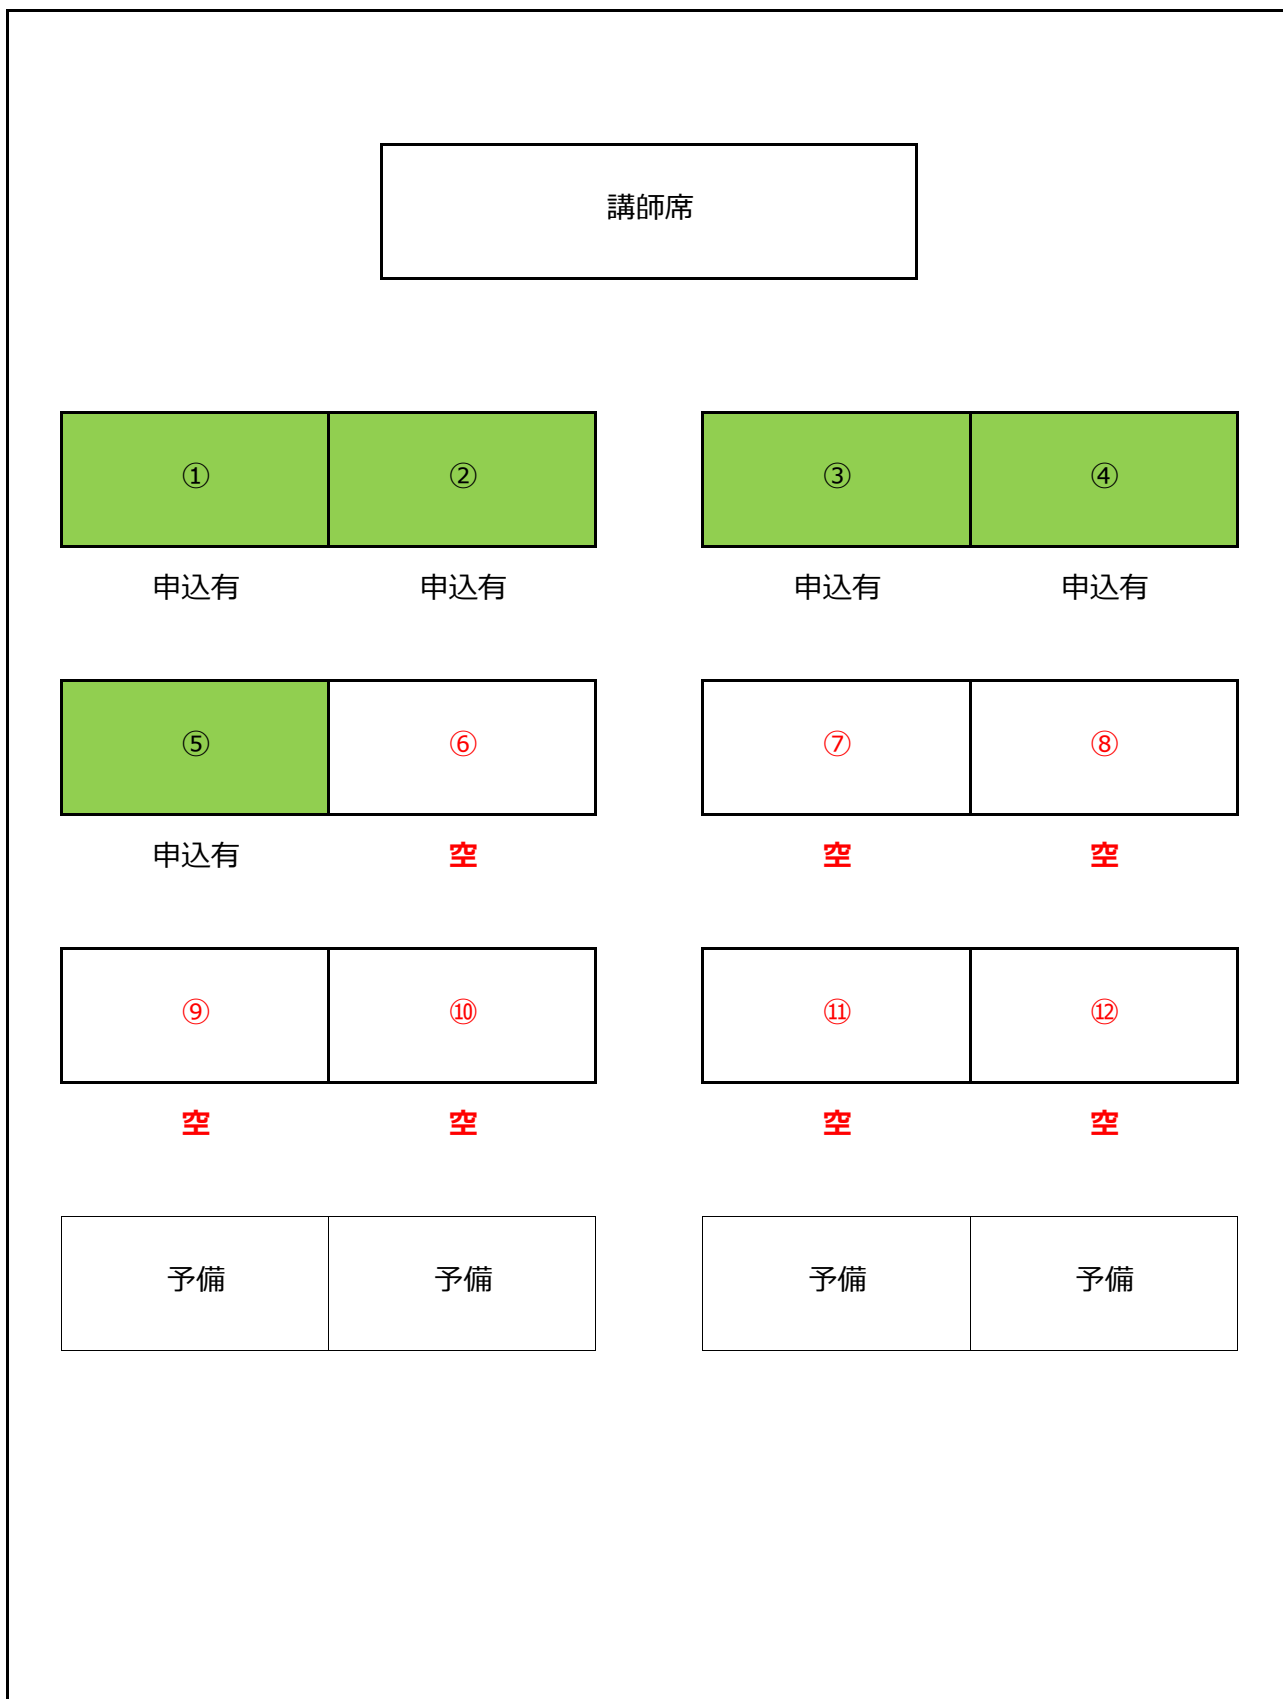 講師席
① ② ③ ④
申込有 申込有 申込有 申込有
⑤ ⑥ ⑦ ⑧
申込有 空 空 空
⑨ ⑩ ⑪ ⑫
空 空 空 空
予備 予備 予備 予備